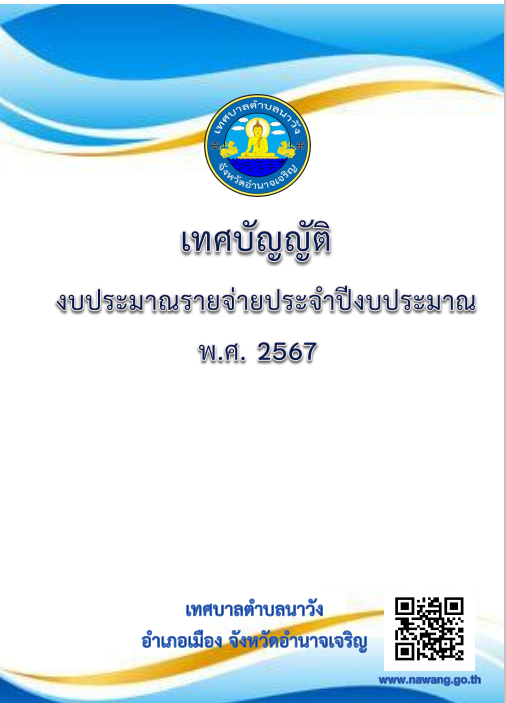 เทศบาลตำบลนาวัง
จังหวัดอำนาจเจริญ
เทศบัญญัติ
งบประมาณรายจ่ายประจำปีงบประมาณ
พ.ศ. 2567
เทศบาลตำบลนาวัง
อำเภอเมือง จังหวัดอำนาจเจริญ
www.nawang.go.th